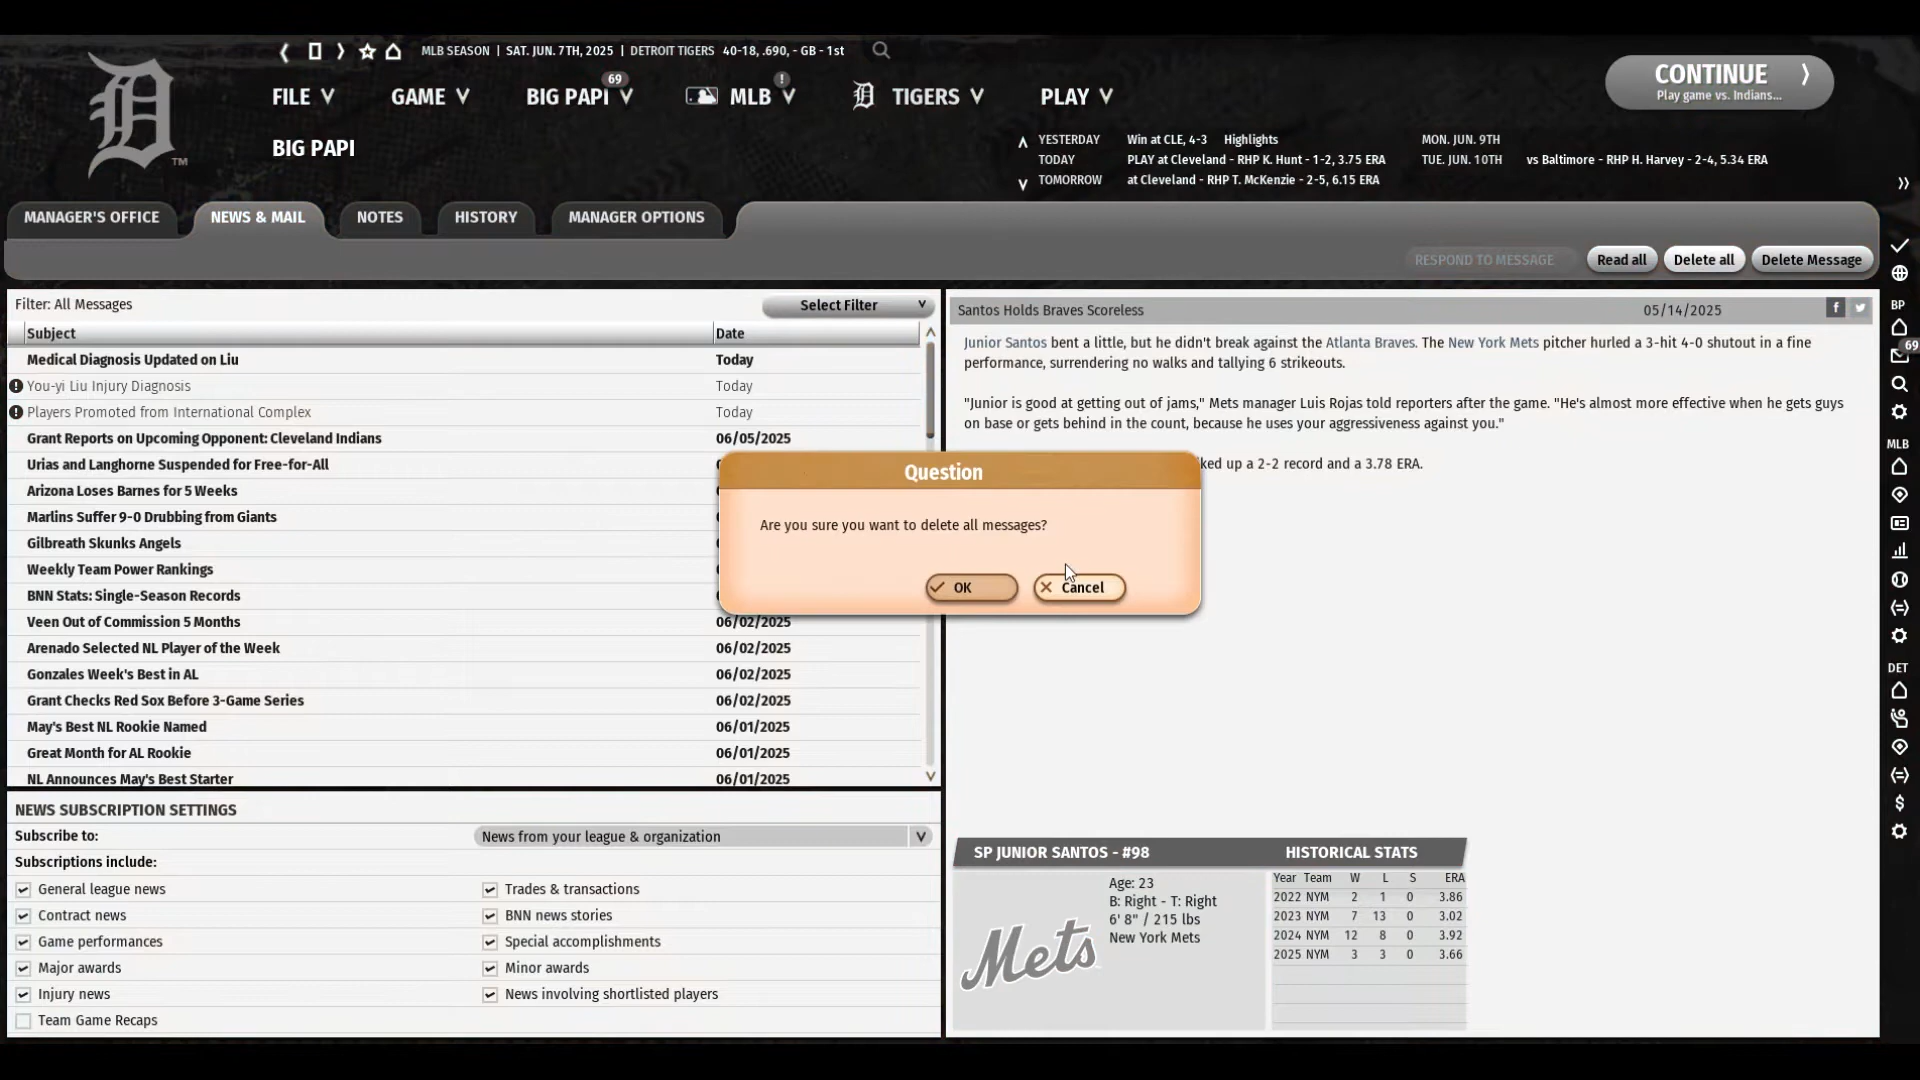 MLB SEASON | SAT. JUN. 7TH, 2025 | DETROIT TIGERS 40-18, .690, - GB - 1st
FILE
GAME
BIG PAPI
69
MLB
!
TIGERS
PLAY
CONTINUE
Play game vs. Indians...
BIG PAPI
YESTERDAY Win at CLE, 4-3 Highlights
TODAY PLAY at Cleveland - RHP K. Hunt - 1-2, 3.75 ERA
TOMORROW at Cleveland - RHP T. McKenzie - 2-5, 6.15 ERA
MON. JUN. 9TH
TUE. JUN. 10TH vs Baltimore - RHP H. Harvey - 2-4, 5.34 ERA
D
TM
MANAGER'S OFFICE
NEWS & MAIL
NOTES
HISTORY
MANAGER OPTIONS
RESPOND TO MESSAGE
Read all
Delete all
Delete Message
Filter: All Messages
Select Filter
Subject Date
Medical Diagnosis Updated on Liu Today
You-yi Liu Injury Diagnosis Today
Players Promoted from International Complex Today
Grant Reports on Upcoming Opponent: Cleveland Indians 06/05/2025
Urias and Langhorne Suspended for Free-for-All
Arizona Loses Barnes for 5 Weeks
Marlins Suffer 9-0 Drubbing from Giants
Gilbreath Skunks Angels
Weekly Team Power Rankings
BNN Stats: Single-Season Records
Veen Out of Commission 5 Months 06/02/2025
Arenado Selected NL Player of the Week 06/02/2025
Gonzales Week's Best in AL 06/02/2025
Grant Checks Red Sox Before 3-Game Series 06/02/2025
May's Best NL Rookie Named 06/01/2025
Great Month for AL Rookie 06/01/2025
NL Announces May's Best Starter 06/01/2025
Santos Holds Braves Scoreless 05/14/2025
Junior Santos bent a little, but he didn't break against the Atlanta Braves. The New York Mets pitcher hurled a 3-hit 4-0 shutout in a fine
performance, surrendering no walks and tallying 6 strikeouts.
"Junior is good at getting out of jams," Mets manager Luis Rojas told reporters after the game. "He's almost more effective when he gets guys
on base or gets behind in the count, because he uses your aggressiveness against you."
ked up a 2-2 record and a 3.78 ERA.
Question
Are you sure you want to delete all messages?
OK
Cancel
NEWS SUBSCRIPTION SETTINGS
Subscribe to: News from your league & organization
Subscriptions include:
General league news Trades & transactions
Contract news BNN news stories
Game performances Special accomplishments
Major awards Minor awards
Injury news News involving shortlisted players
Team Game Recaps
SP JUNIOR SANTOS - #98
Age: 23
B: Right - T: Right
6' 8" / 215 lbs
New York Mets
Mets
HISTORICAL STATS
Year Team W L S ERA
2022 NYM 2 1 0 3.86
2023 NYM 7 13 0 3.02
2024 NYM 12 8 0 3.92
2025 NYM 3 3 0 3.66
BP
69
MLB
DET